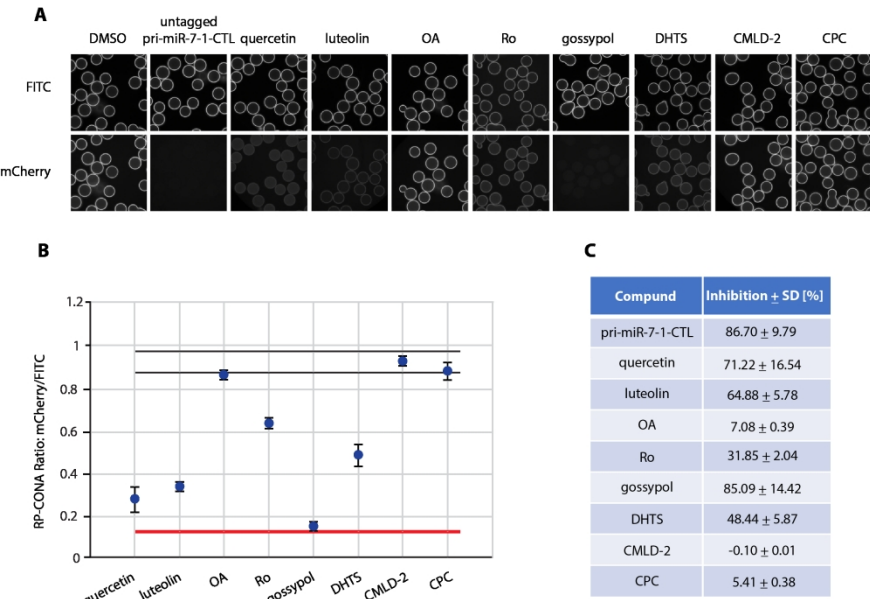 A
DMSO
untagged
pri-miR-7-1-CTL
quercetin
luteolin
OA
Ro
gossypol
DHTS
CMLD-2
CPC
FITC
mCherry
B
RP-CONA Ratio: mCherry/FITC
1.2
1
0.8
0.6
0.4
0.2
0
quercetin
luteolin
OA
Ro
gossypol
DHTS
CMLD-2
CPC
C
Compund Inhibition ± SD [%]
pri-miR-7-1-CTL 86.70 ± 9.79
quercetin 71.22 ± 16.54
luteolin 64.88 ± 5.78
OA 7.08 ± 0.39
Ro 31.85 ± 2.04
gossypol 85.09 ± 14.42
DHTS 48.44 ± 5.87
CMLD-2 -0.10 ± 0.01
CPC 5.41 ± 0.38